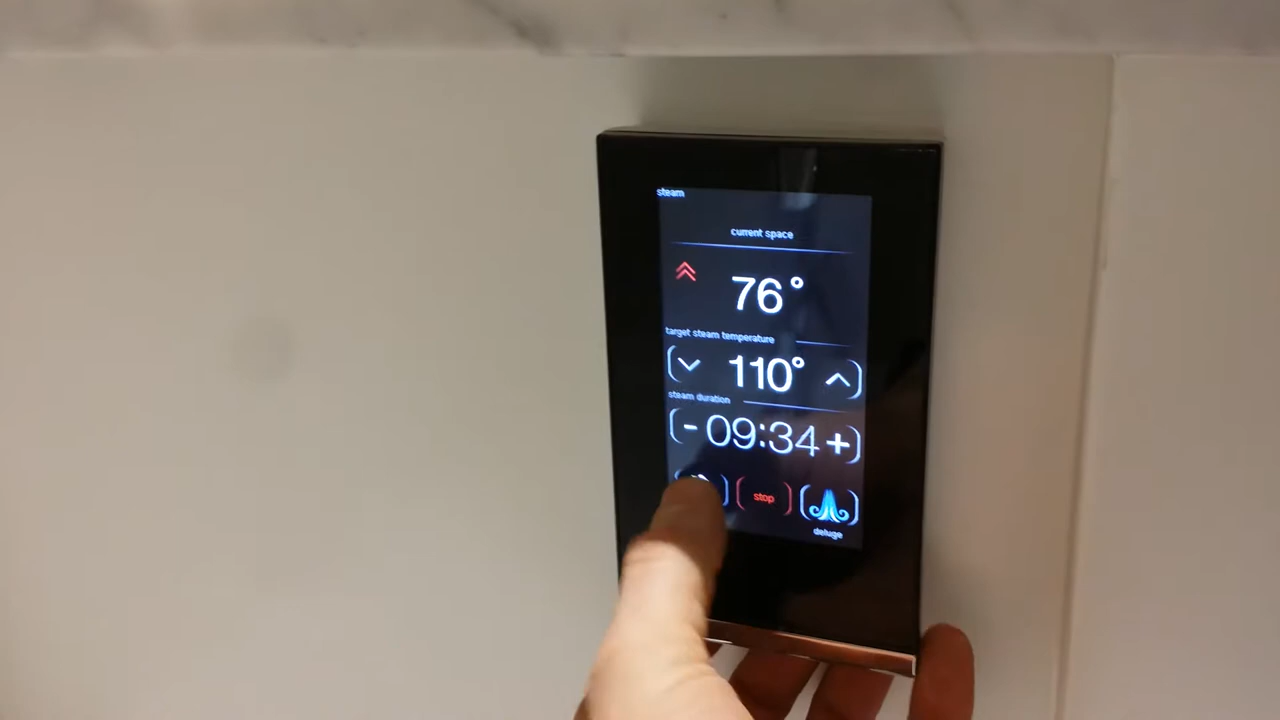 steam
current space
76°
target steam temperature
110°
steam duration
- 09:34 +
stop
deluge